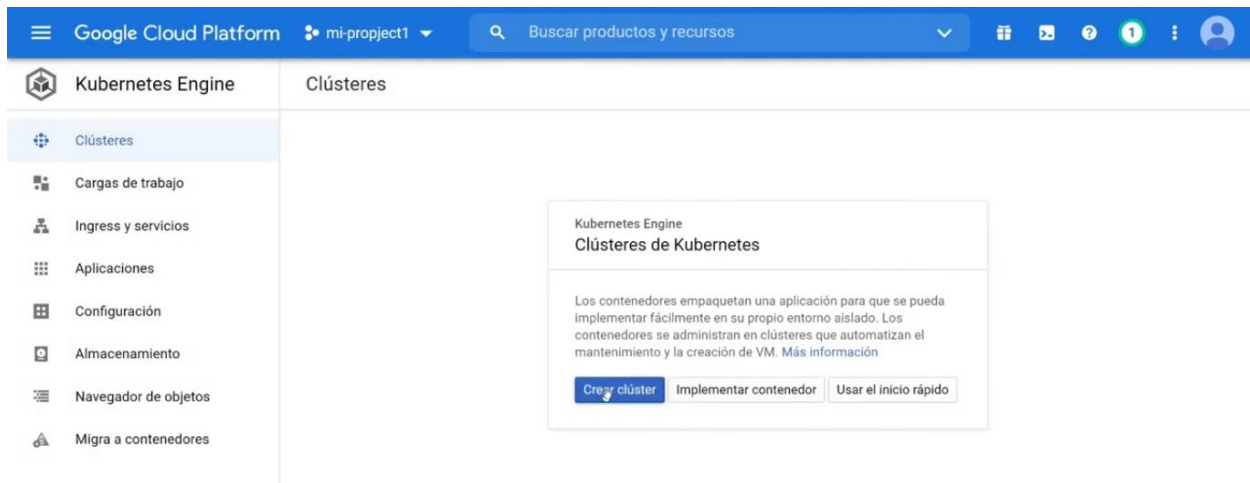 Google Cloud Platform mi-propject1 Buscar productos y recursos 1
Kubernetes Engine Clústeres
Clústeres
Cargas de trabajo
Ingress y servicios
Aplicaciones
Configuración
Almacenamiento
Navegador de objetos
Migra a contenedores
Kubernetes Engine
Clústeres de Kubernetes
Los contenedores empaquetan una aplicación para que se pueda
implementar fácilmente en su propio entorno aislado. Los
contenedores se administran en clústeres que automatizan el
mantenimiento y la creación de VM. Más información
Crear clúster Implementar contenedor Usar el inicio rápido